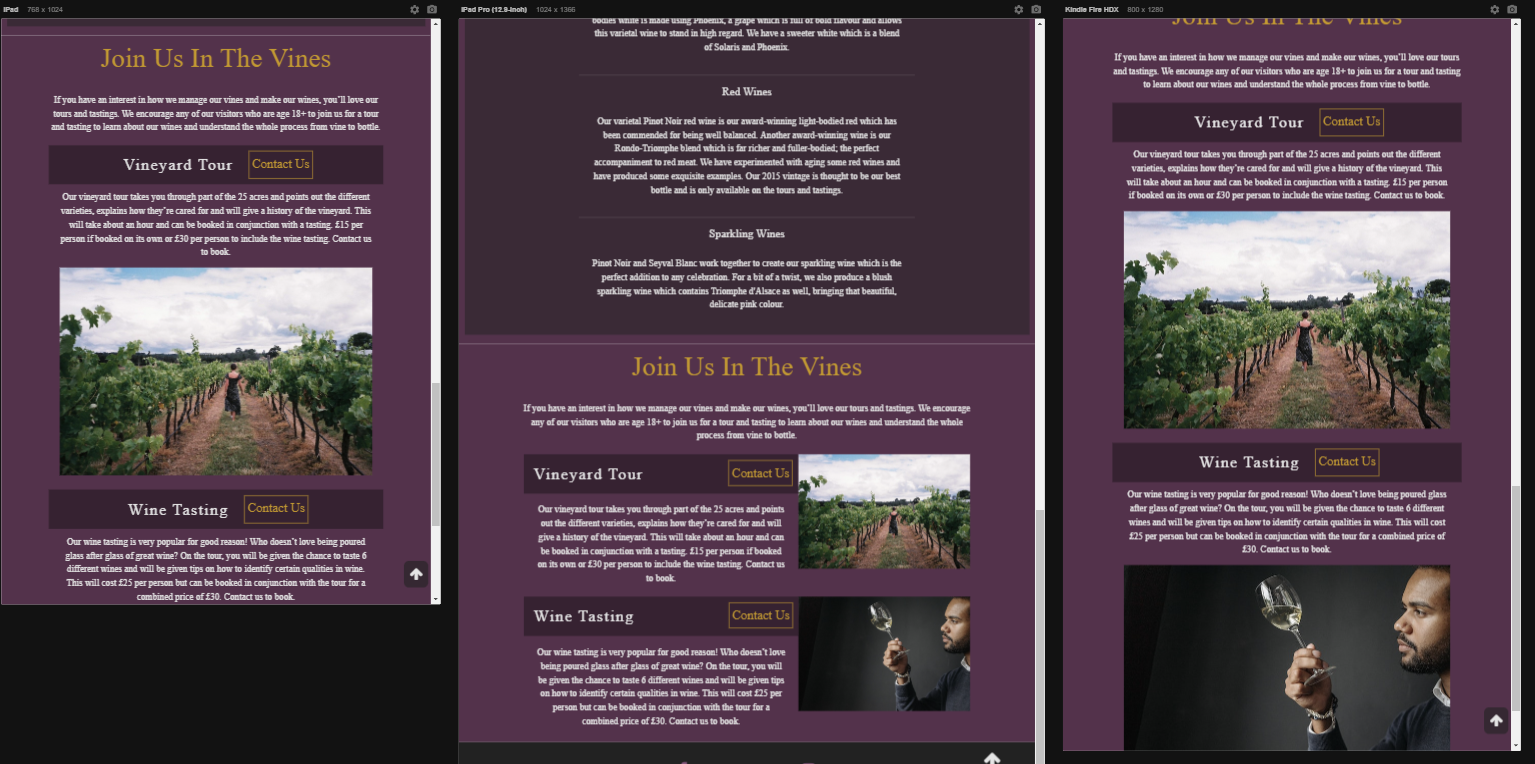 iPad 768 x 1024
Join Us In The Vines
If you have an interest in how we manage our vines and make our wines, you'll love our
tours and tastings. We encourage any of our visitors who are age 18+ to join us for a tour
and tasting to learn about our wines and understand the whole process from vine to bottle.
Vineyard Tour Contact Us
Our vineyard tour takes you through part of the 25 acres and points out the different
varieties, explains how they're cared for and will give a history of the vineyard. This
will take about an hour and can be booked in conjunction with a tasting. £15 per
person if booked on its own or £30 per person to include the wine tasting. Contact us
to book.
Wine Tasting Contact Us
Our wine tasting is very popular for good reason! Who doesn't love being poured
glass after glass of great wine? On the tour, you will be given the chance to taste 6
different wines and will be given tips on how to identify certain qualities in wine.
This will cost £25 per person but can be booked in conjunction with the tour for a
combined price of £30. Contact us to book.
iPad Pro (12.9-inch) 1024 x 1366
bodies white is made using Phoenix, a grape which is full of bold flavour and allows
this varietal wine to stand in high regard. We have a sweeter white which is a blend
of Solaris and Phoenix.
Red Wines
Our varietal Pinot Noir red wine is our award-winning light-bodied red which has
been commended for being well balanced. Another award-winning wine is our
Rondo-Triomphe blend which is far richer and fuller-bodied; the perfect
accompaniment to red meat. We have experimented with aging some red wines and
have produced some exquisite examples. Our 2015 vintage is thought to be our best
bottle and is only available on the tours and tastings.
Sparkling Wines
Pinot Noir and Seyval Blanc work together to create our sparkling wine which is the
perfect addition to any celebration. For a bit of a twist, we also produce a blush
sparkling wine which contains Triomphe d'Alsace as well, bringing that beautiful,
delicate pink colour.
Join Us In The Vines
If you have an interest in how we manage our vines and make our wines, you'll love our tours and tastings. We encourage
any of our visitors who are age 18+ to join us for a tour and tasting to learn about our wines and understand the whole
process from vine to bottle.
Vineyard Tour Contact Us
Our vineyard tour takes you through part of the 25 acres and points
out the different varieties, explains how they're cared for and will
give a history of the vineyard. This will take about an hour and can
be booked in conjunction with a tasting. £15 per person if booked
on its own or £30 per person to include the wine tasting. Contact us
to book.
Wine Tasting Contact Us
Our wine tasting is very popular for good reason! Who doesn't love
being poured glass after glass of great wine? On the tour, you will
be given the chance to taste 6 different wines and will be given tips
on how to identify certain qualities in wine. This will cost £25 per
person but can be booked in conjunction with the tour for a
combined price of £30. Contact us to book.
Kindle Fire HDX 800 x 1280
Join Us In The Vines
If you have an interest in how we manage our vines and make our wines, you'll love our tours
and tastings. We encourage any of our visitors who are age 18+ to join us for a tour and tasting
to learn about our wines and understand the whole process from vine to bottle.
Vineyard Tour Contact Us
Our vineyard tour takes you through part of the 25 acres and points out the different
varieties, explains how they're cared for and will give a history of the vineyard. This
will take about an hour and can be booked in conjunction with a tasting. £15 per person
if booked on its own or £30 per person to include the wine tasting. Contact us to book.
Wine Tasting Contact Us
Our wine tasting is very popular for good reason! Who doesn't love being poured glass
after glass of great wine? On the tour, you will be given the chance to taste 6 different
wines and will be given tips on how to identify certain qualities in wine. This will cost
£25 per person but can be booked in conjunction with the tour for a combined price of
£30. Contact us to book.